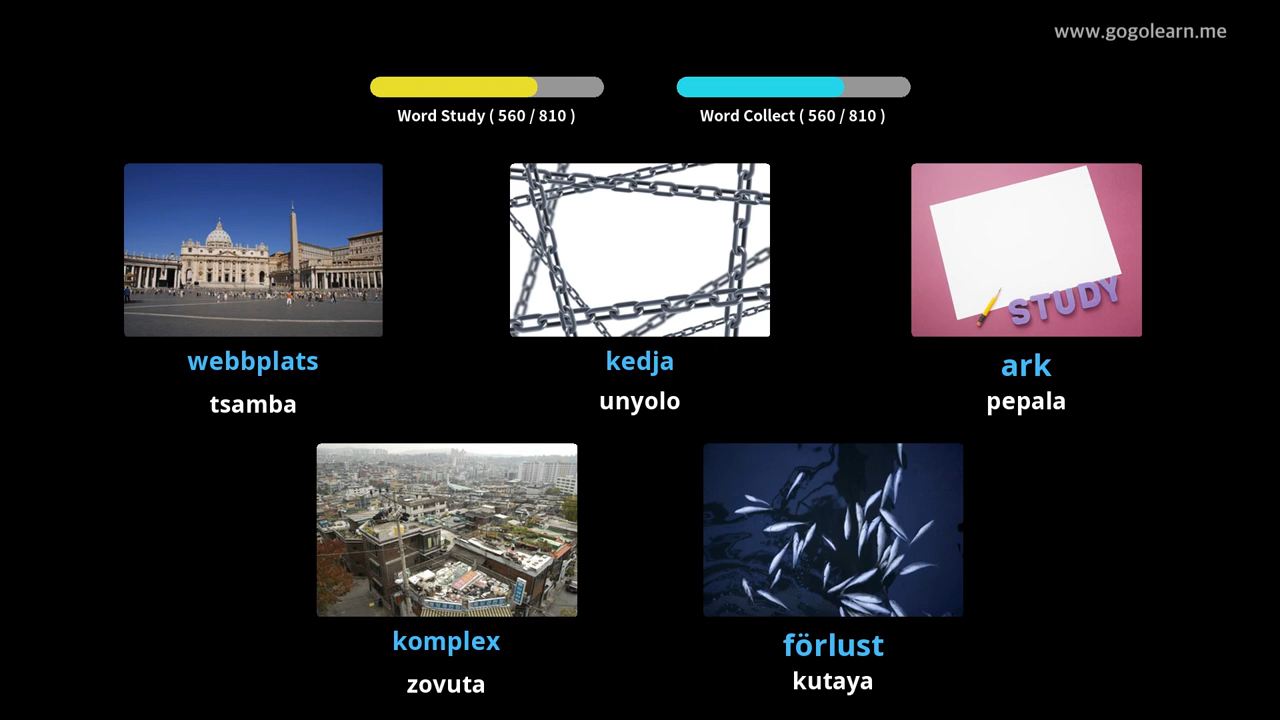 www.gogolearn.me
Word Study ( 560 / 810 )
Word Collect ( 560 / 810 )
STUDY
webbplats
tsamba
kedja
unyolo
ark
pepala
komplex
zovuta
förlust
kutaya